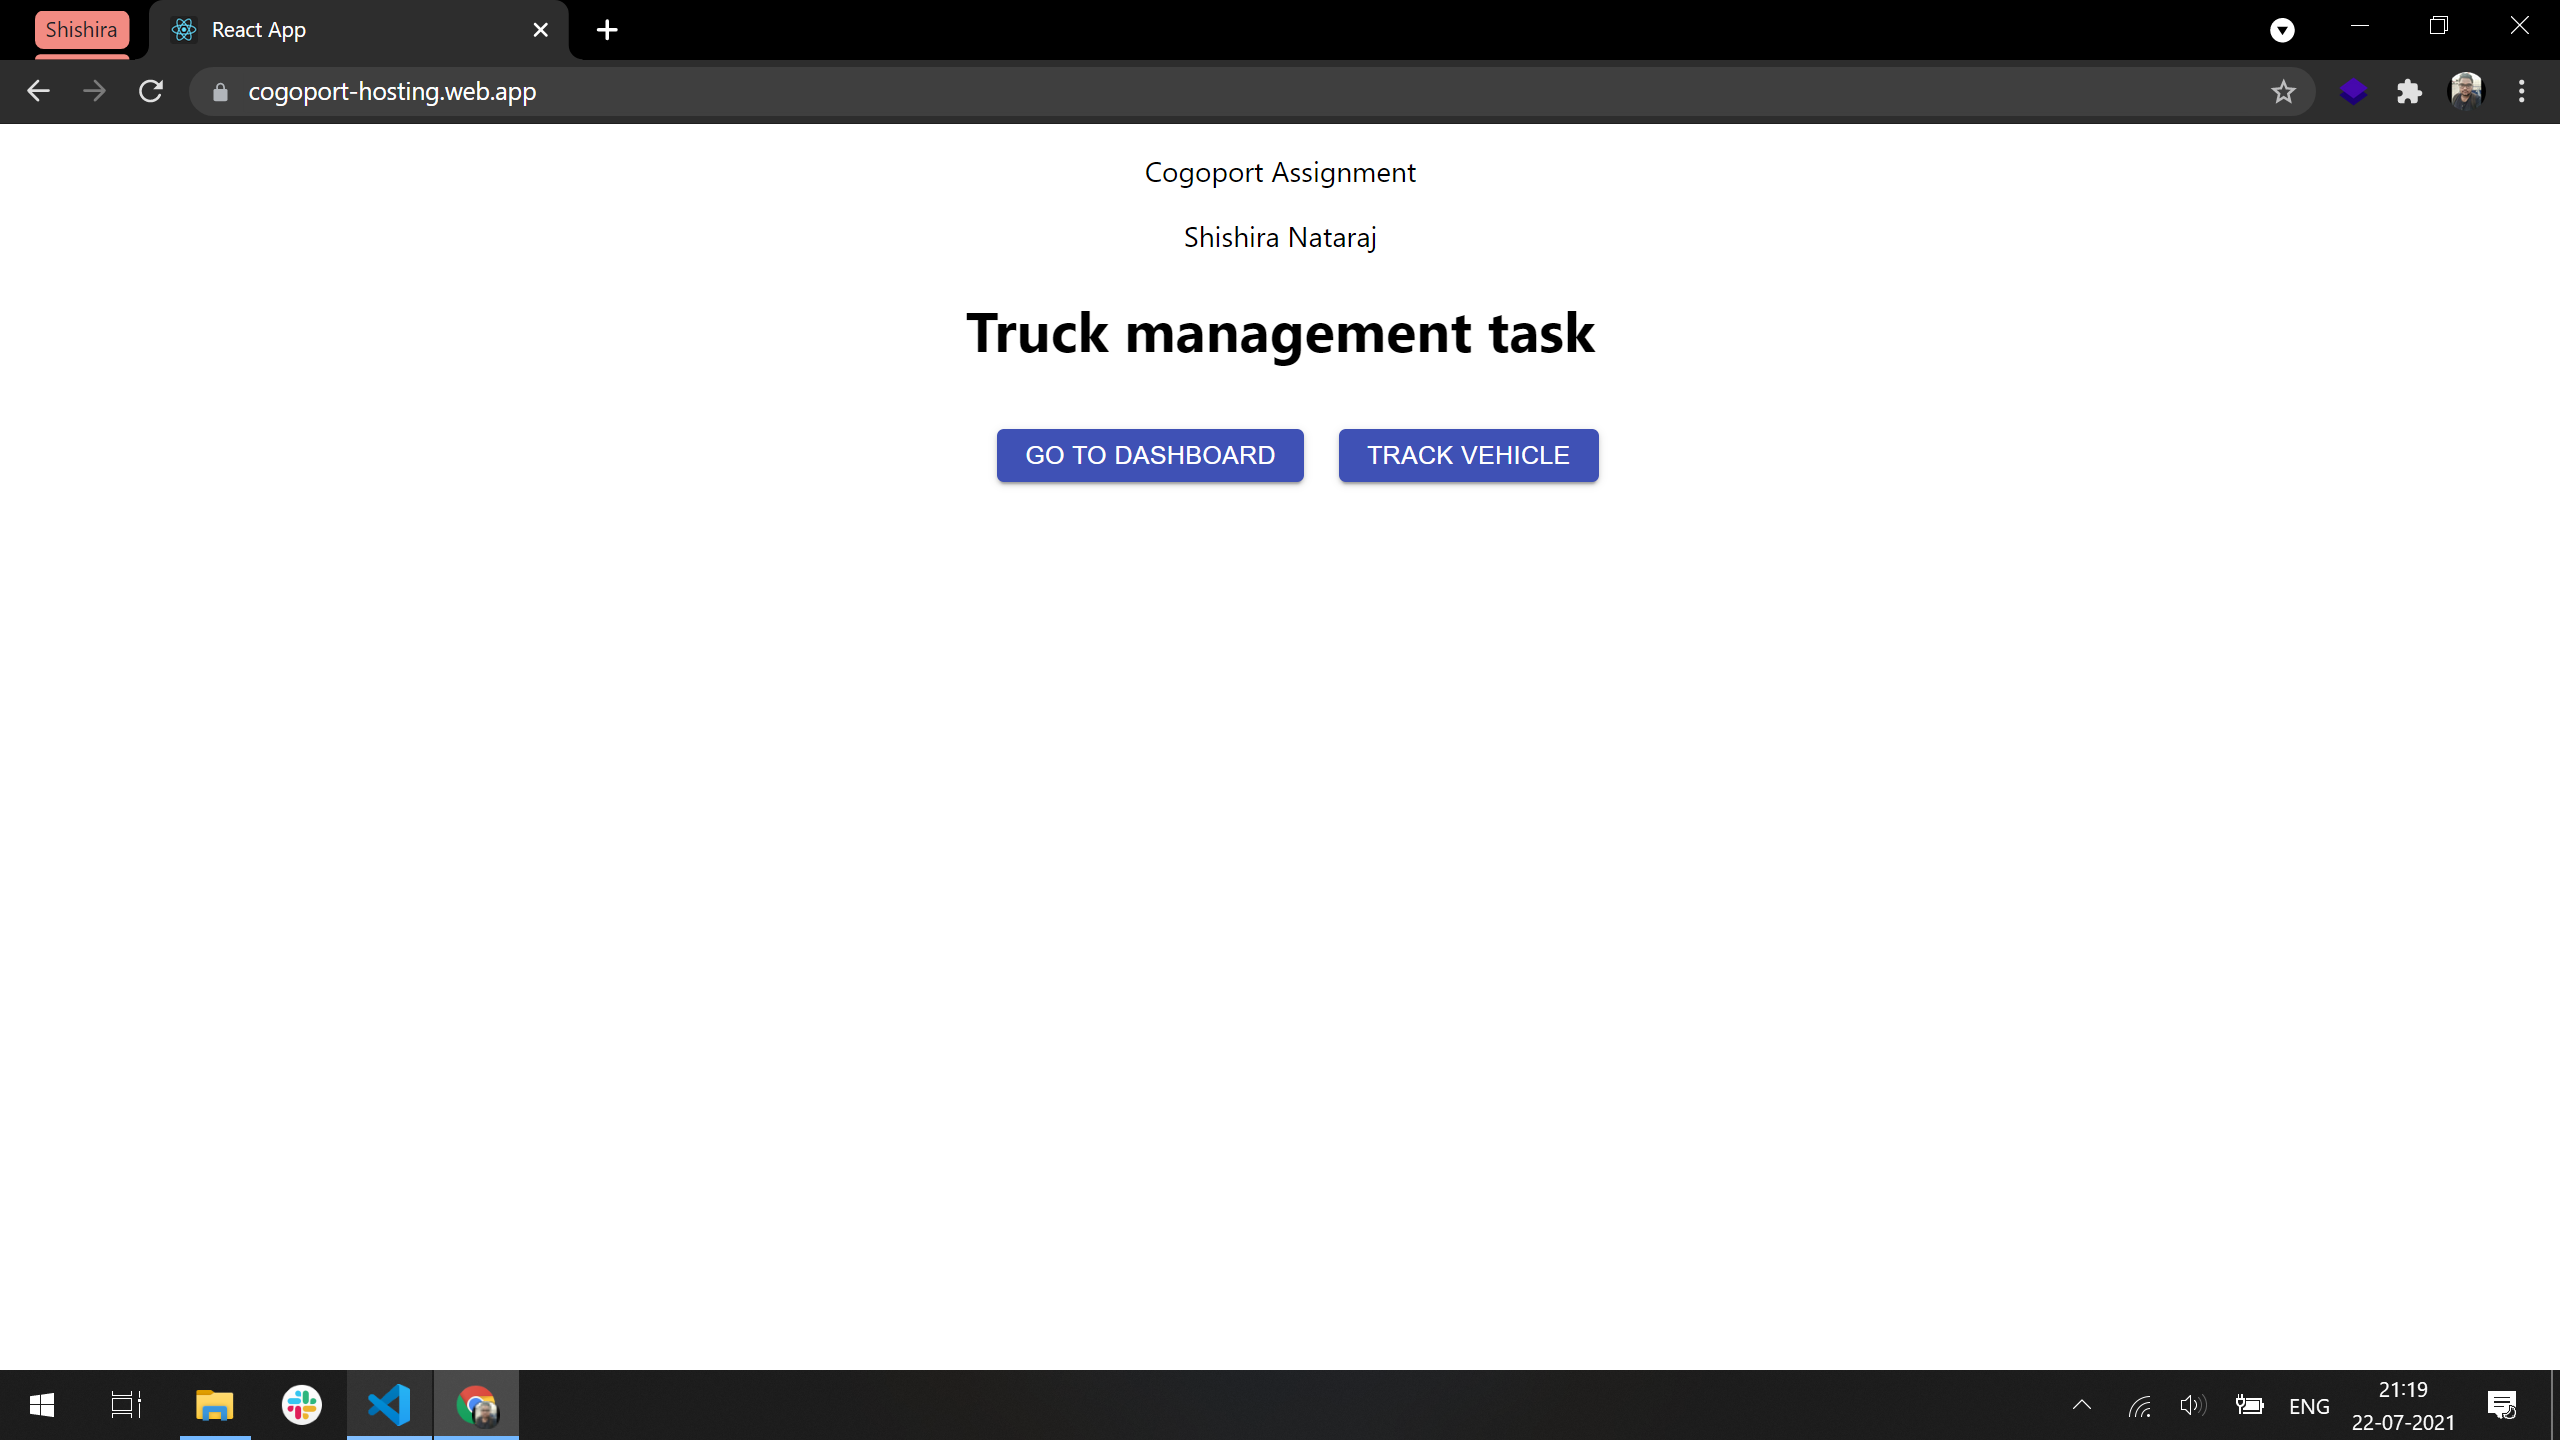 Shishira
React App
cogoport-hosting.web.app
Cogoport Assignment
Shishira Nataraj
Truck management task
GO TO DASHBOARD
TRACK VEHICLE
ENG
21:19
22-07-2021